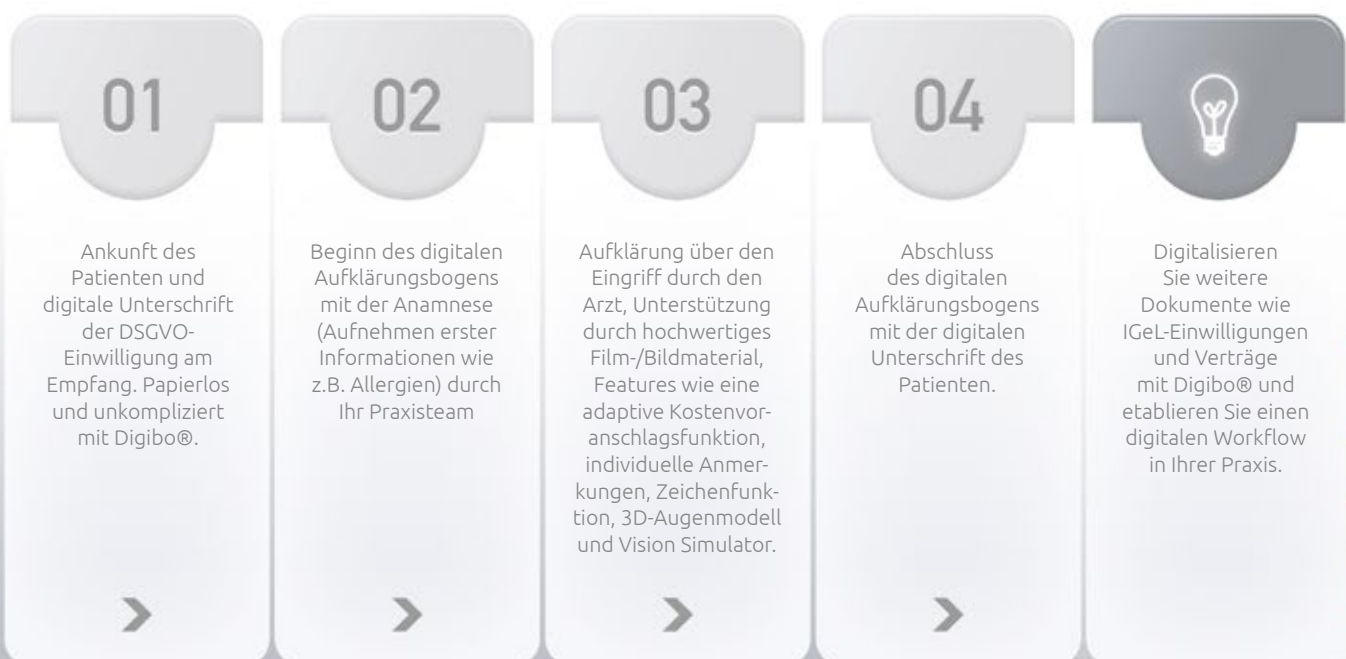 01
Ankunft des
Patienten und
digitale Unterschrift
der DSGVO-
Einwilligung am
Empfang. Papierlos
und unkompliziert
mit Digibo®.
02
Beginn des digitalen
Aufklärungsbogens
mit der Anamnese
(Aufnehmen erster
Informationen wie
z.B. Allergien) durch
Ihr Praxisteam
03
Aufklärung über den
Eingriff durch den
Arzt, Unterstützung
durch hochwertiges
Film-/Bildmaterial,
Features wie eine
adaptive Kostenvor-
anschlagsfunktion,
individuelle Anmer-
kungen, Zeichenfunk-
tion, 3D-Augenmodell
und Vision Simulator.
04
Abschluss
des digitalen
Aufklärungsbogens
mit der digitalen
Unterschrift des
Patienten.
Digitalisieren
Sie weitere
Dokumente wie
IGeL-Einwilligungen
und Verträge
mit Digibo® und
etablieren Sie einen
digitalen Workflow
in Ihrer Praxis.